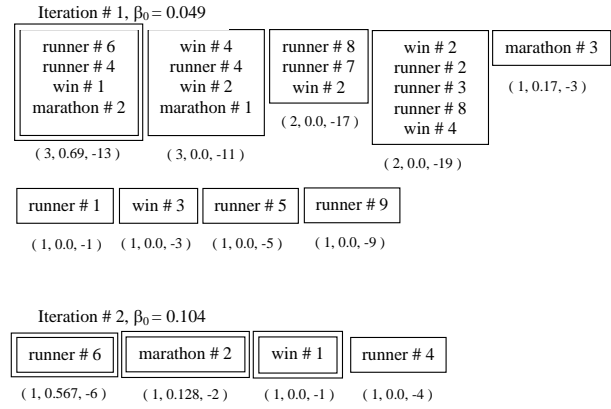 Iteration # 1, β₀ = 0.049
runner # 6
runner # 4
win # 1
marathon # 2
( 3, 0.69, -13 )
win # 4
runner # 4
win # 2
marathon # 1
( 3, 0.0, -11 )
runner # 8
runner # 7
win # 2
( 2, 0.0, -17 )
win # 2
runner # 2
runner # 3
runner # 8
win # 4
( 2, 0.0, -19 )
marathon # 3
( 1, 0.17, -3 )
runner # 1
( 1, 0.0, -1 )
win # 3
( 1, 0.0, -3 )
runner # 5
( 1, 0.0, -5 )
runner # 9
( 1, 0.0, -9 )
Iteration # 2, β₀ = 0.104
runner # 6
(1, 0.567, -6 )
marathon # 2
( 1, 0.128, -2 )
win # 1
( 1, 0.0, -1 )
runner # 4
( 1, 0.0, -4 )